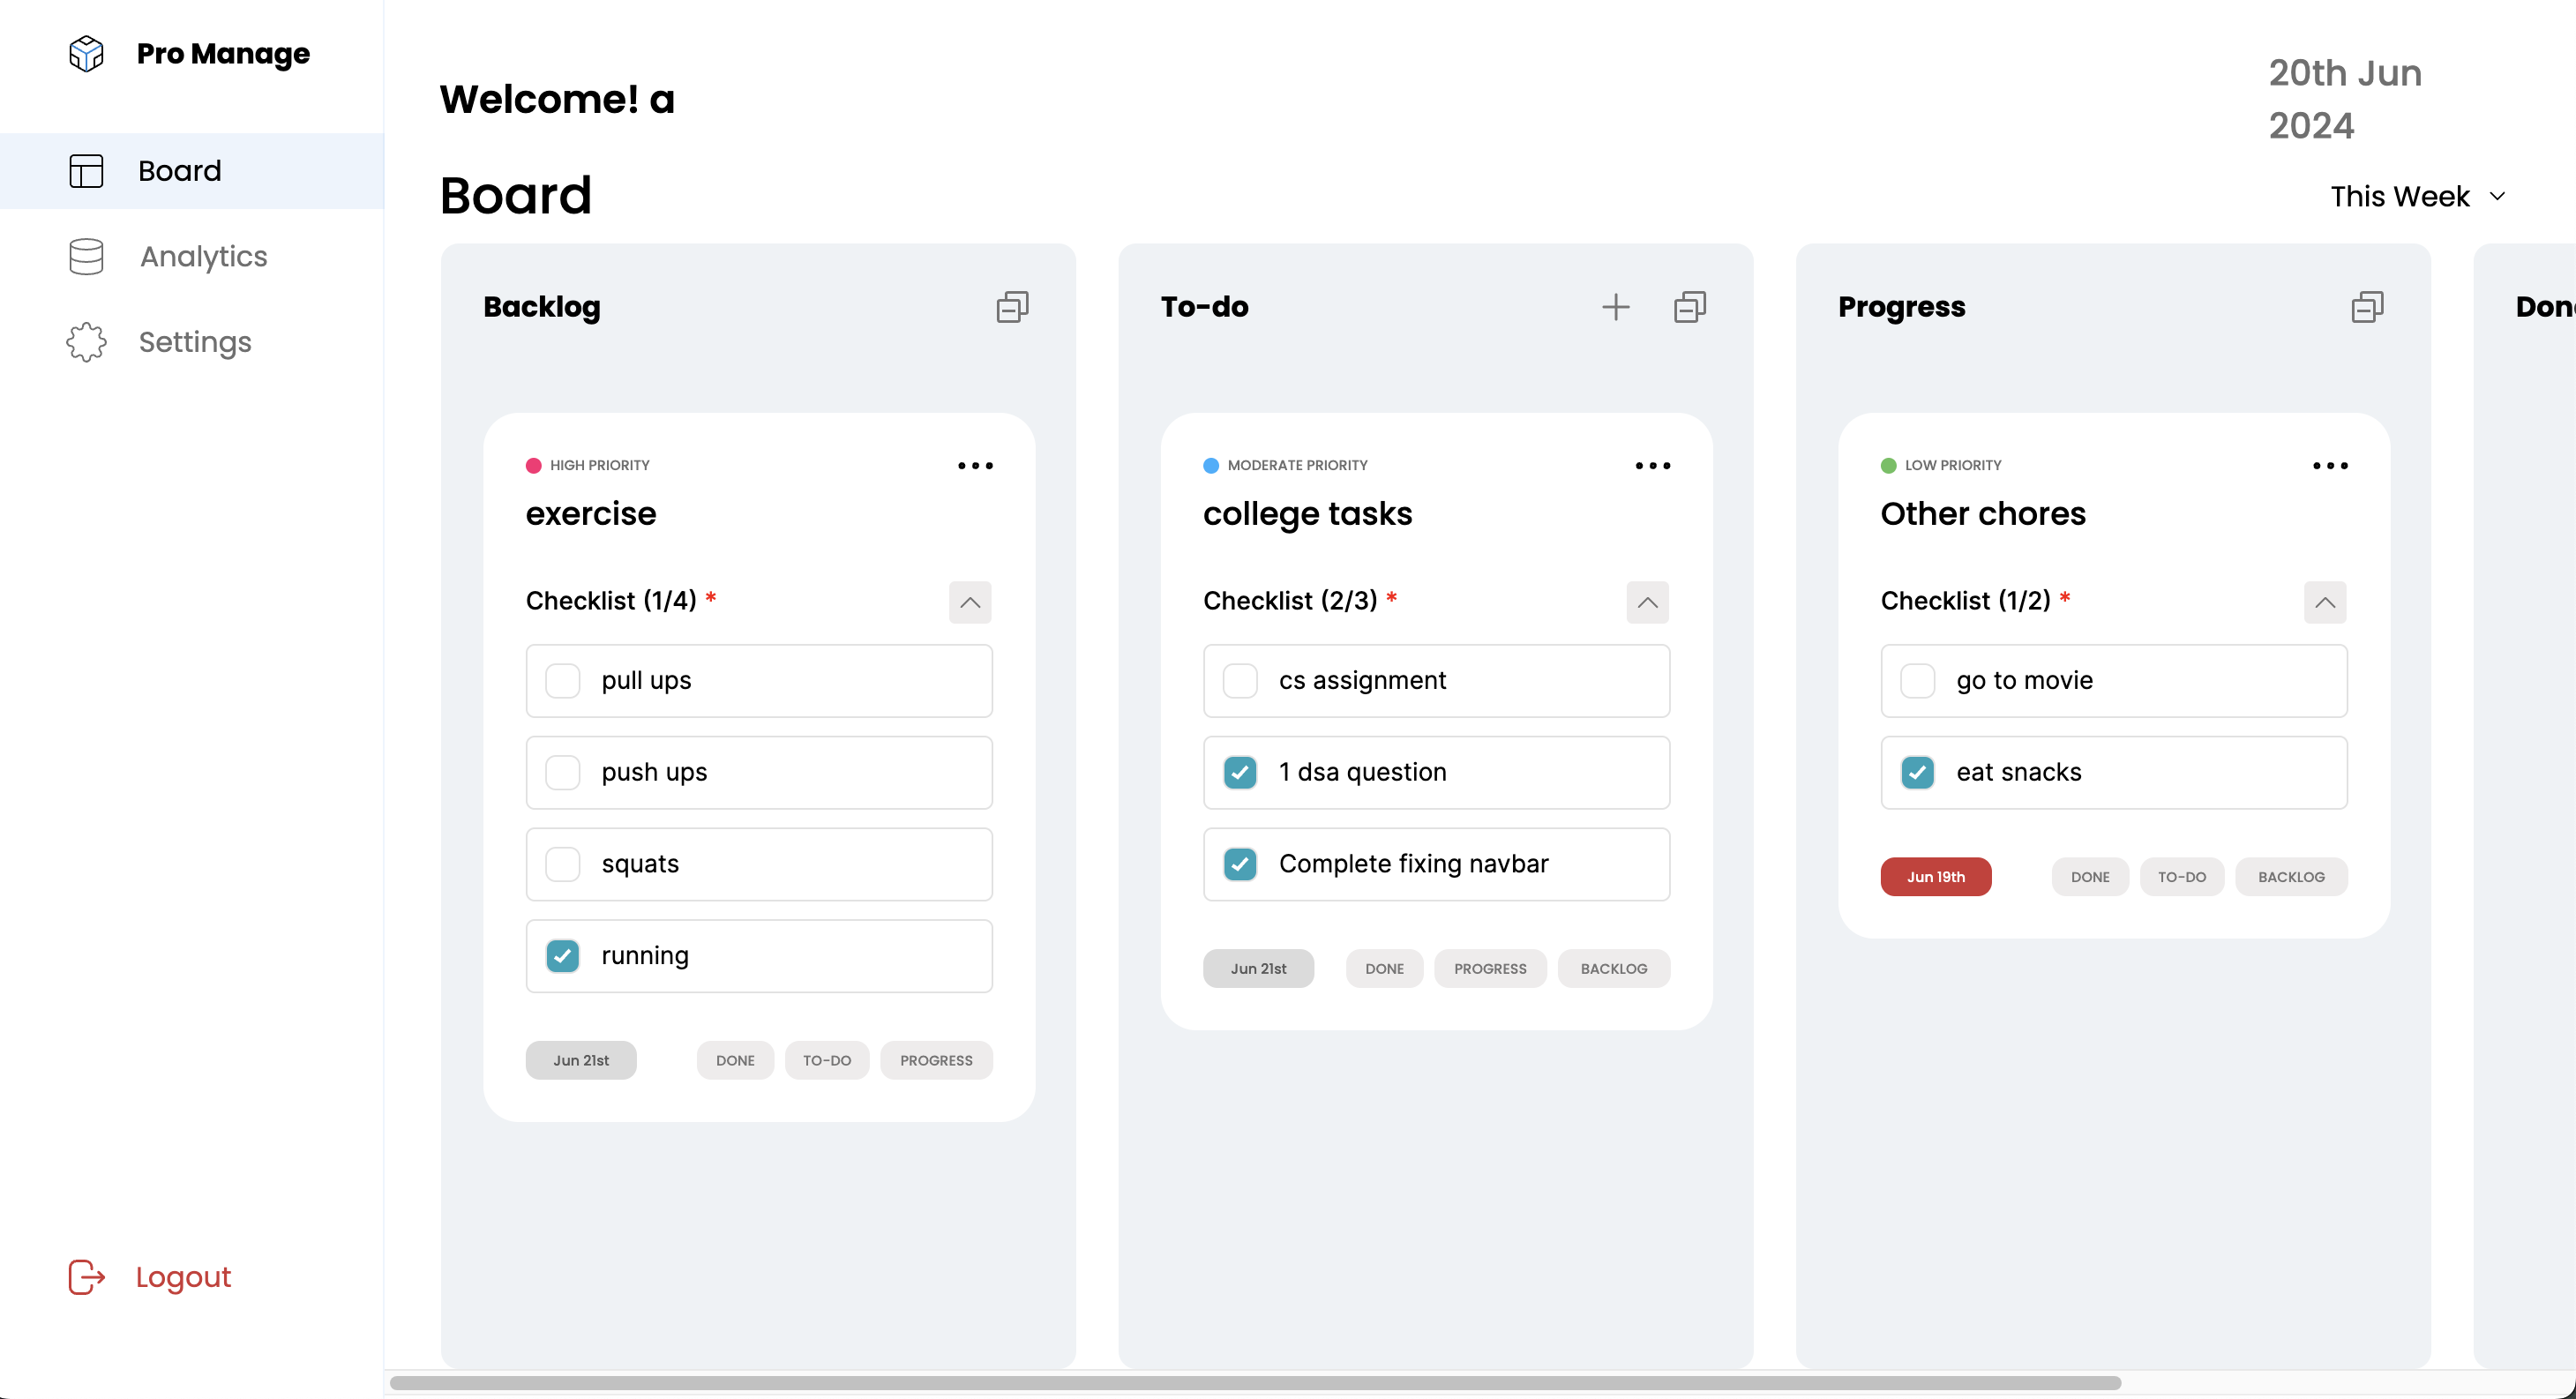 Pro Manage
Board
Analytics
Settings
Logout
Welcome! a
20th Jun
2024
Board
This Week
Backlog
HIGH PRIORITY
exercise
Checklist (1/4) *
pull ups
push ups
squats
running
Jun 21st DONE TO-DO PROGRESS
To-do
MODERATE PRIORITY
college tasks
Checklist (2/3) *
cs assignment
1 dsa question
Complete fixing navbar
Jun 21st DONE PROGRESS BACKLOG
Progress
LOW PRIORITY
Other chores
Checklist (1/2) *
go to movie
eat snacks
Jun 19th DONE TO-DO BACKLOG